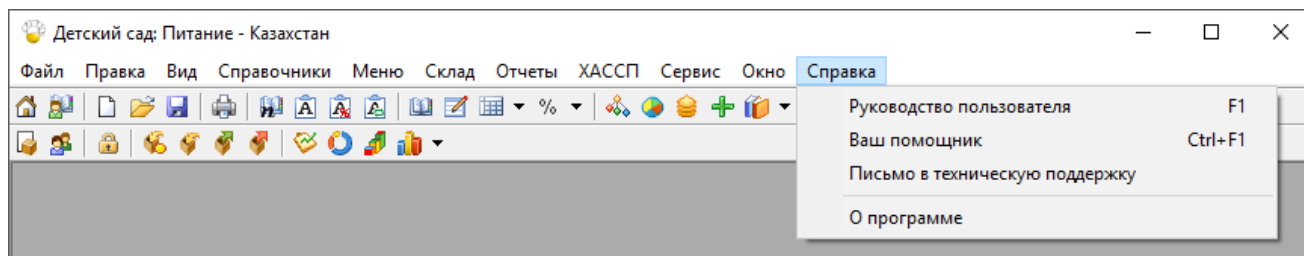 Детский сад: Питание - Казахстан
Файл Правка Вид Справочники Меню Склад Отчеты ХАССП Сервис Окно Справка
%
Руководство пользователя F1
Ваш помощник Ctrl+F1
Письмо в техническую поддержку
О программе